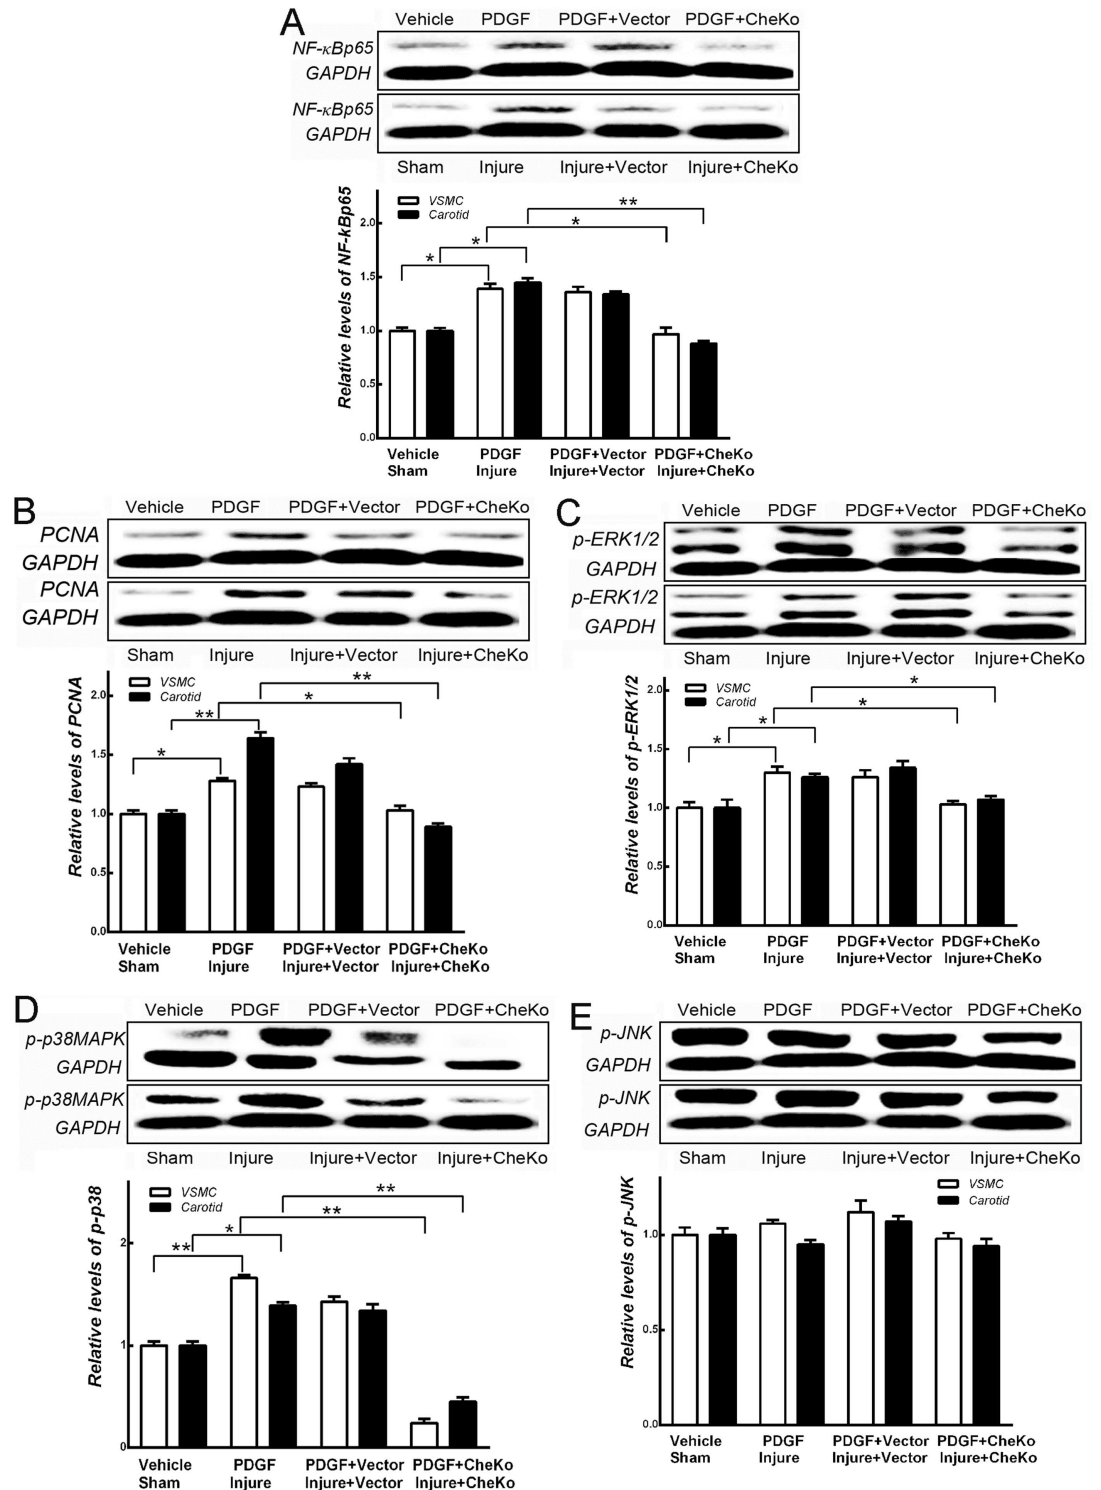 A
Vehicle PDGF PDGF+Vector PDGF+CheKo
NF-κBp65
GAPDH
NF-κBp65
GAPDH
Sham Injure Injure+Vector Injure+CheKo
Relative levels of NF-kBp65
VSMC
Carotid
2.0
1.5
1.0
0.5
0.0
**
*
*
*
Vehicle PDGF PDGF+Vector PDGF+CheKo
Sham Injure Injure+Vector Injure+CheKo
B
Vehicle PDGF PDGF+Vector PDGF+CheKo
PCNA
GAPDH
PCNA
GAPDH
Sham Injure Injure+Vector Injure+CheKo
Relative levels of PCNA
VSMC
Carotid
2.0
1.5
1.0
0.5
0.0
**
*
**
*
Vehicle PDGF PDGF+Vector PDGF+CheKo
Sham Injure Injure+Vector Injure+CheKo
C
Vehicle PDGF PDGF+Vector PDGF+CheKo
p-ERK1/2
GAPDH
p-ERK1/2
GAPDH
Sham Injure Injure+Vector Injure+CheKo
Relative levels of p-ERK1/2
VSMC
Carotid
2.0
1.5
1.0
0.5
0.0
*
*
*
*
Vehicle PDGF PDGF+Vector PDGF+CheKo
Sham Injure Injure+Vector Injure+CheKo
D
Vehicle PDGF PDGF+Vector PDGF+CheKo
p-p38MAPK
GAPDH
p-p38MAPK
GAPDH
Sham Injure Injure+Vector Injure+CheKo
Relative levels of p-p38
VSMC
Carotid
2
1
0
**
**
*
**
Vehicle PDGF PDGF+Vector PDGF+CheKo
Sham Injure Injure+Vector Injure+CheKo
E
Vehicle PDGF PDGF+Vector PDGF+CheKo
p-JNK
GAPDH
p-JNK
GAPDH
Sham Injure Injure+Vector Injure+CheKo
Relative levels of p-JNK
VSMC
Carotid
1.0
0.5
0.0
Vehicle PDGF PDGF+Vector PDGF+CheKo
Sham Injure Injure+Vector Injure+CheKo